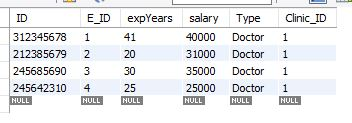 ID E_ID expYears salary Type Clinic_ID
312345678 1 41 40000 Doctor 1
212385679 2 20 31000 Doctor 1
245685690 3 30 35000 Doctor 1
245642310 4 25 25000 Doctor 1
NULL NULL NULL NULL NULL NULL